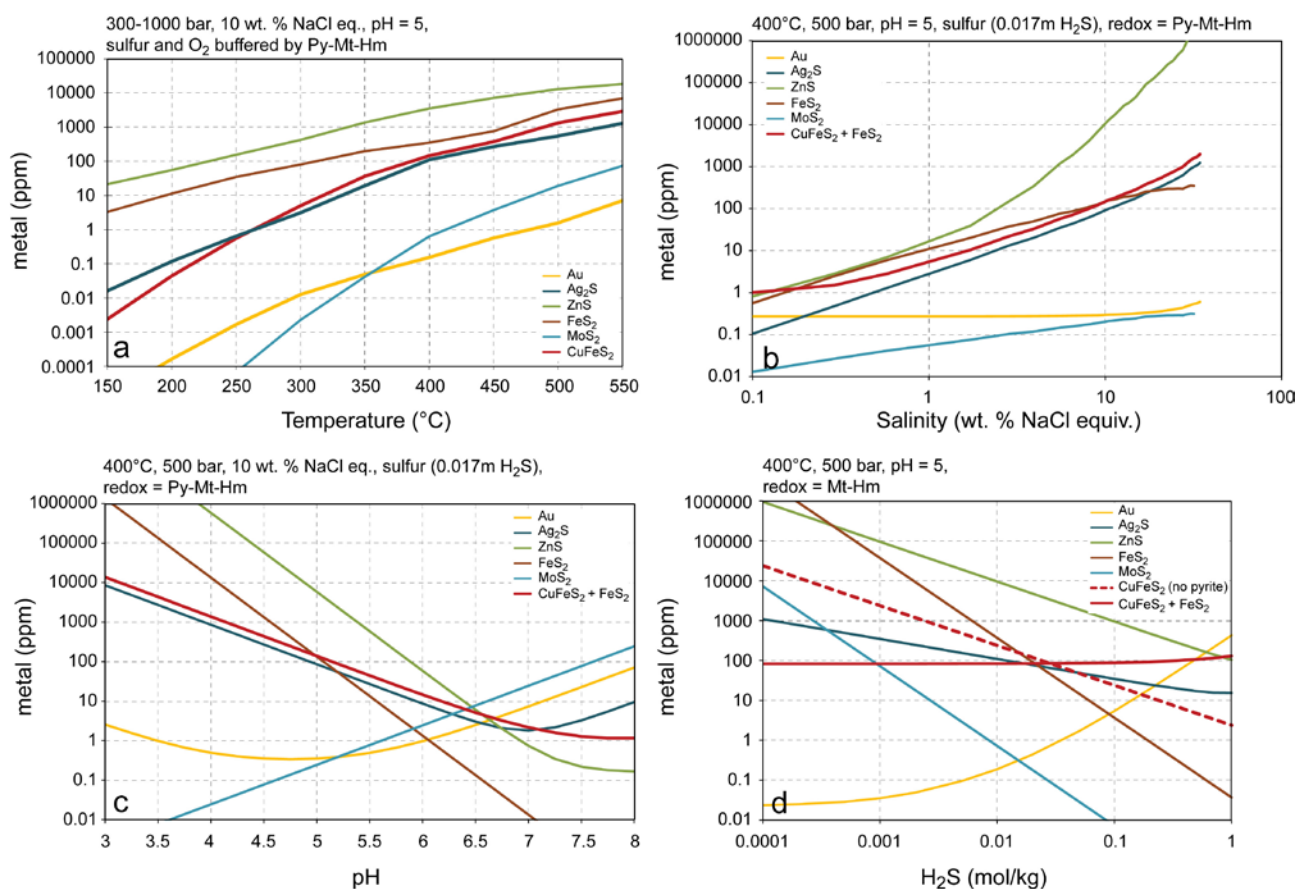 300-1000 bar, 10 wt. % NaCl eq., pH = 5,
sulfur and O₂ buffered by Py-Mt-Hm
100000
10000
1000
100
10
1
0.1
0.01
0.001
0.0001
metal (ppm)
Au
Ag₂S
ZnS
FeS₂
MoS₂
CuFeS₂
a
150 200 250 300 350 400 450 500 550
Temperature (°C)
400°C, 500 bar, pH = 5, sulfur (0.017m H₂S), redox = Py-Mt-Hm
1000000
100000
10000
1000
100
10
1
0.1
0.01
metal (ppm)
Au
Ag₂S
ZnS
FeS₂
MoS₂
CuFeS₂ + FeS₂
b
0.1 1 10 100
Salinity (wt. % NaCl equiv.)
400°C, 500 bar, 10 wt. % NaCl eq., sulfur (0.017m H₂S),
redox = Py-Mt-Hm
1000000
100000
10000
1000
100
10
1
0.1
0.01
metal (ppm)
Au
Ag₂S
ZnS
FeS₂
MoS₂
CuFeS₂ + FeS₂
c
3 3.5 4 4.5 5 5.5 6 6.5 7 7.5 8
pH
400°C, 500 bar, pH = 5,
redox = Mt-Hm
1000000
100000
10000
1000
100
10
1
0.1
0.01
metal (ppm)
Au
Ag₂S
ZnS
FeS₂
MoS₂
CuFeS₂ (no pyrite)
CuFeS₂ + FeS₂
d
0.0001 0.001 0.01 0.1 1
H₂S (mol/kg)